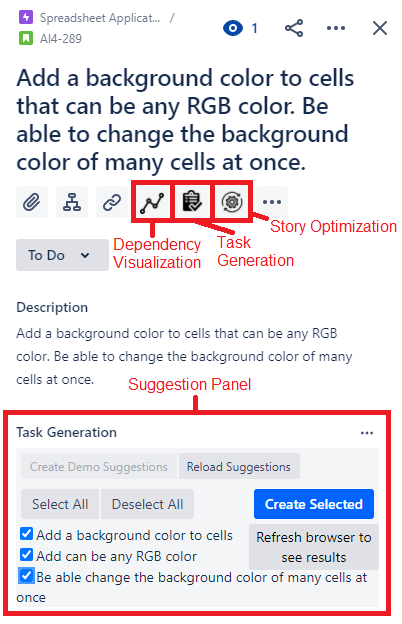 Spreadsheet Applicat... /
AI4-289
1
Add a background color to cells
that can be any RGB color. Be
able to change the background
color of many cells at once.
Story Optimization
Dependency
Visualization
Task
Generation
To Do
Description
Add a background color to cells that can be any RGB
color. Be able to change the background color of many
cells at once.
Suggestion Panel
Task Generation
Create Demo Suggestions Reload Suggestions
Select All Deselect All Create Selected
Add a background color to cells
Add can be any RGB color
Refresh browser to
see results
Be able change the background color of many cells at
once